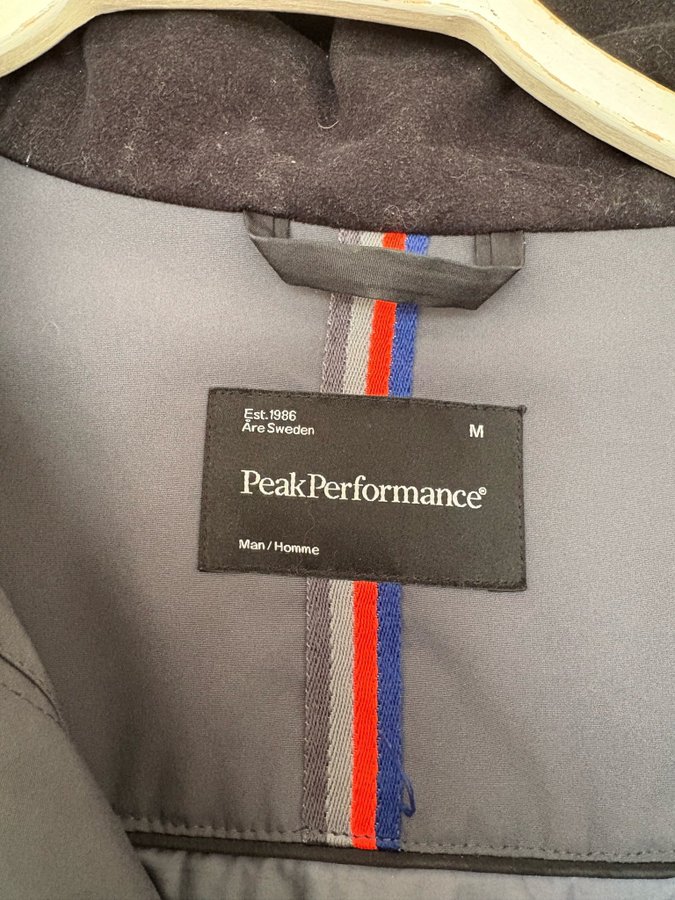 Est.1986
Åre Sweden
M
PeakPerformance®
Man / Homme